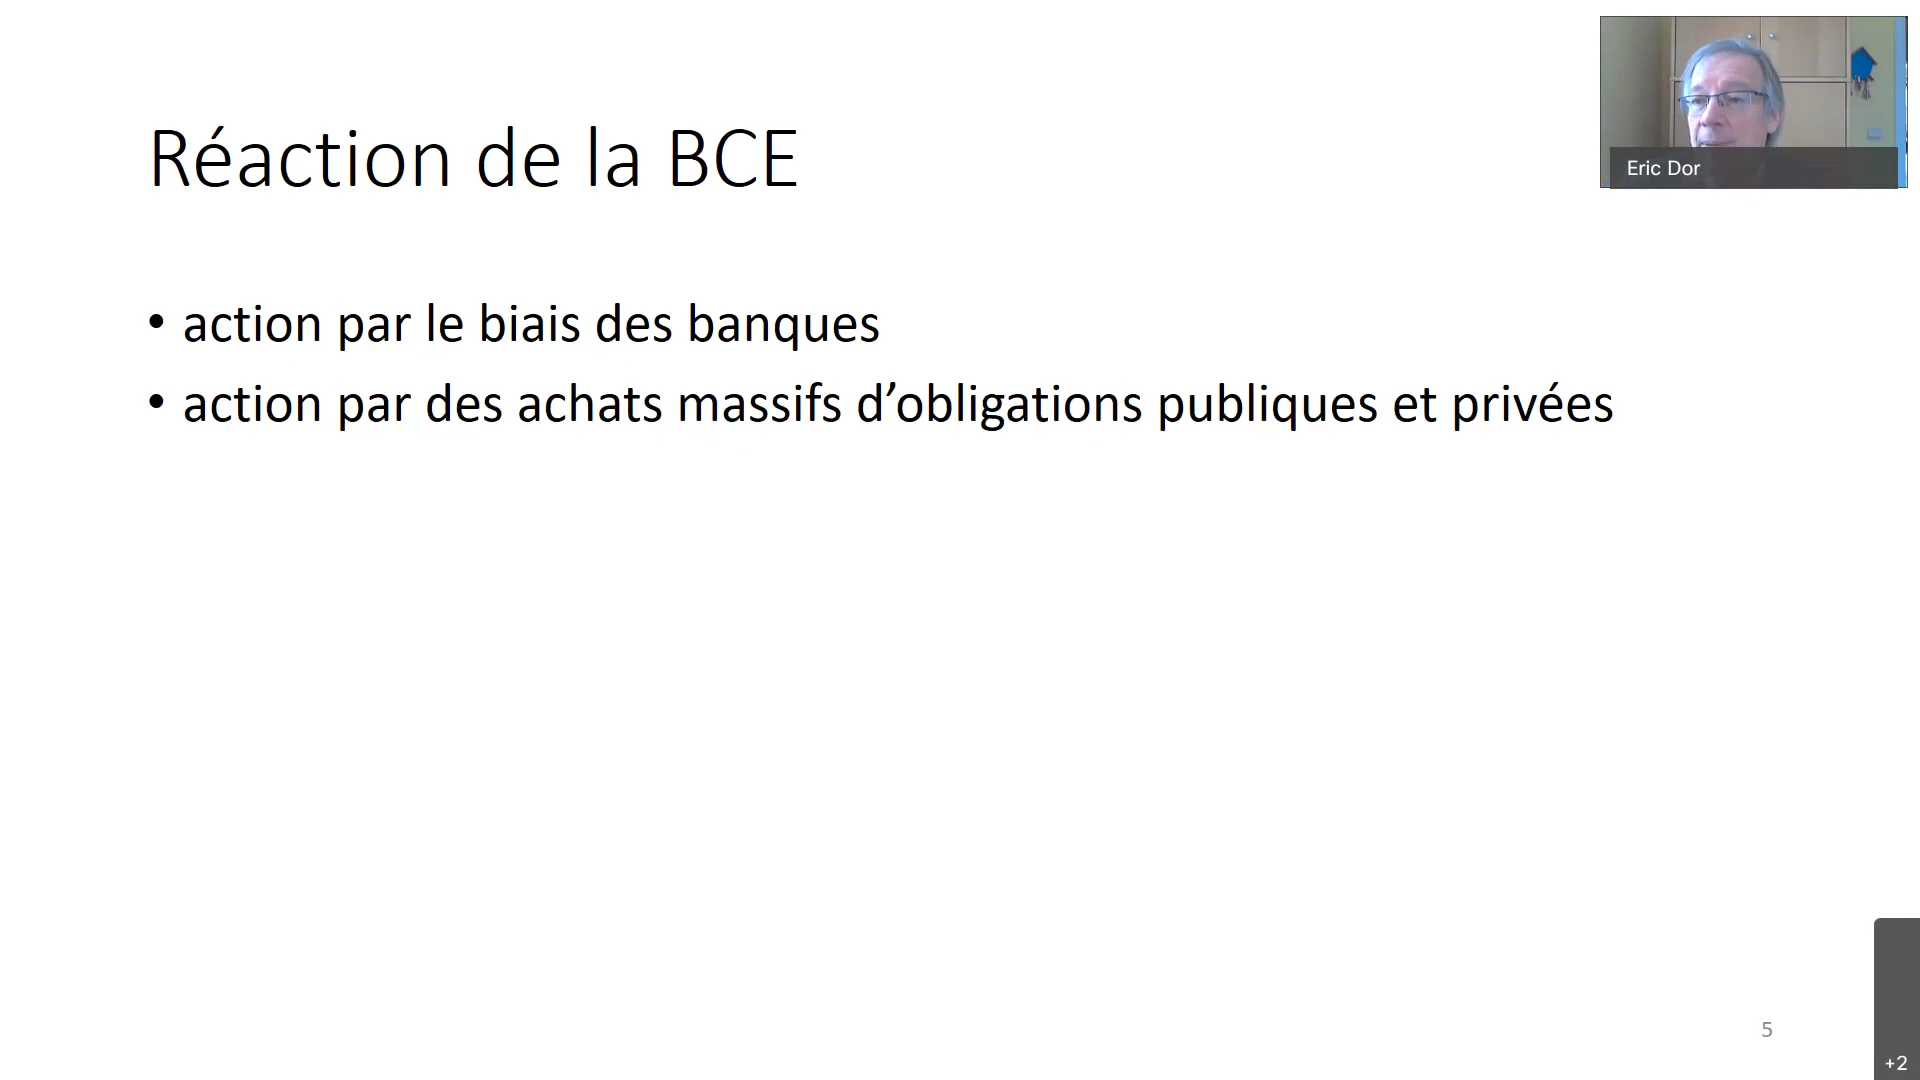 Réaction de la BCE
Eric Dor
• action par le biais des banques
• action par des achats massifs d’obligations publiques et privées
5
+2